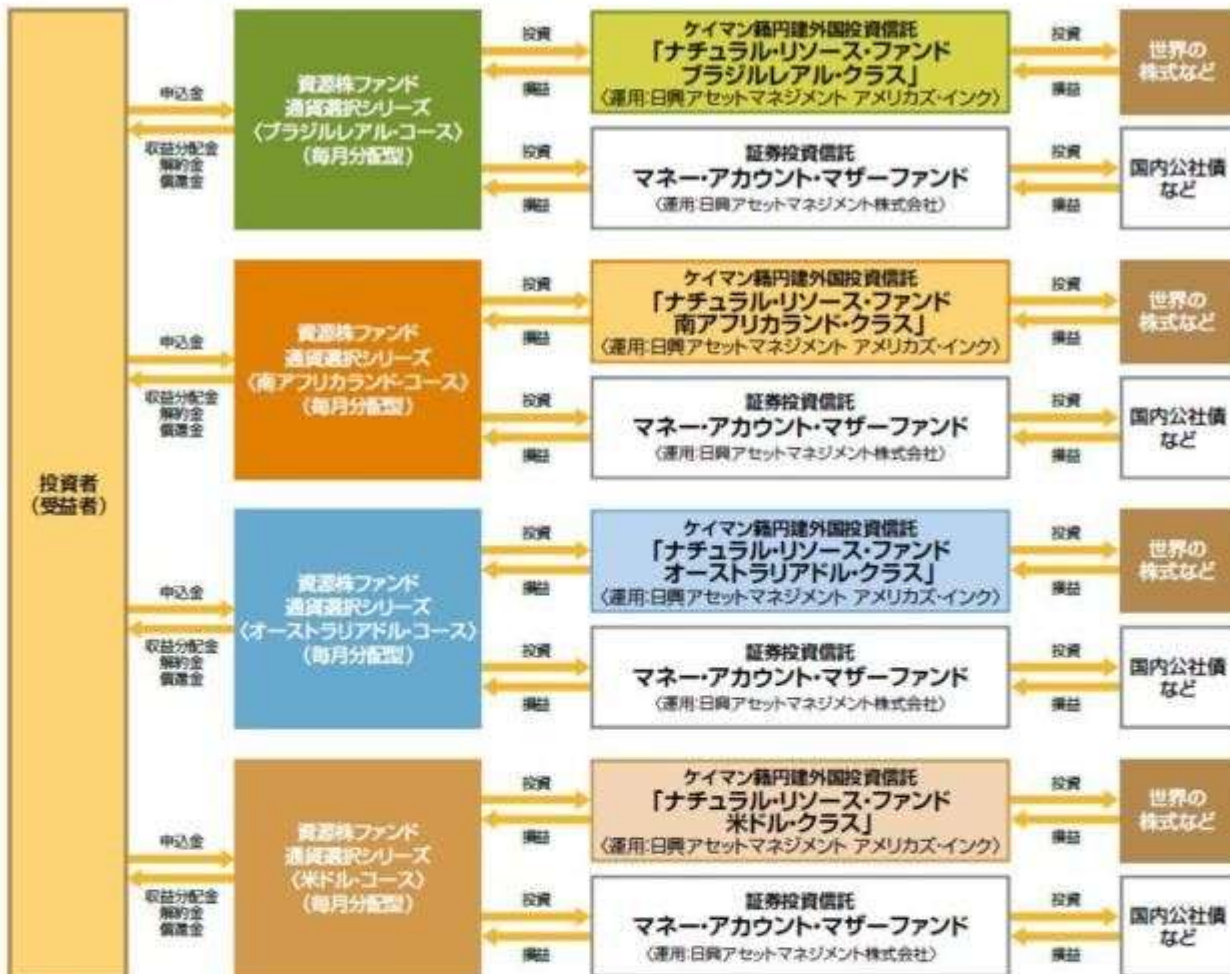 投資者
(受益者)
申込金
収益分配金
解約金
償還金
資源株ファンド
通貨選択シリーズ
〈ブラジルレアル・コース〉
(毎月分配型)
投資
損益
ケイマン籍円建外国投資信託
「ナチュラル・リソース・ファンド
ブラジルレアル・クラス」
〈運用:日興アセットマネジメント アメリカズ・インク〉
投資
損益
世界の
株式など
投資
損益
証券投資信託
マネー・アカウント・マザーファンド
〈運用:日興アセットマネジメント株式会社〉
投資
損益
国内公社債
など
申込金
収益分配金
解約金
償還金
資源株ファンド
通貨選択シリーズ
〈南アフリカランド・コース〉
(毎月分配型)
投資
損益
ケイマン籍円建外国投資信託
「ナチュラル・リソース・ファンド
南アフリカランド・クラス」
〈運用:日興アセットマネジメント アメリカズ・インク〉
投資
損益
世界の
株式など
投資
損益
証券投資信託
マネー・アカウント・マザーファンド
〈運用:日興アセットマネジメント株式会社〉
投資
損益
国内公社債
など
申込金
収益分配金
解約金
償還金
資源株ファンド
通貨選択シリーズ
〈オーストラリアドル・コース〉
(毎月分配型)
投資
損益
ケイマン籍円建外国投資信託
「ナチュラル・リソース・ファンド
オーストラリアドル・クラス」
〈運用:日興アセットマネジメント アメリカズ・インク〉
投資
損益
世界の
株式など
投資
損益
証券投資信託
マネー・アカウント・マザーファンド
〈運用:日興アセットマネジメント株式会社〉
投資
損益
国内公社債
など
申込金
収益分配金
解約金
償還金
資源株ファンド
通貨選択シリーズ
〈米ドル・コース〉
(毎月分配型)
投資
損益
ケイマン籍円建外国投資信託
「ナチュラル・リソース・ファンド
米ドル・クラス」
〈運用:日興アセットマネジメント アメリカズ・インク〉
投資
損益
世界の
株式など
投資
損益
証券投資信託
マネー・アカウント・マザーファンド
〈運用:日興アセットマネジメント株式会社〉
投資
損益
国内公社債
など